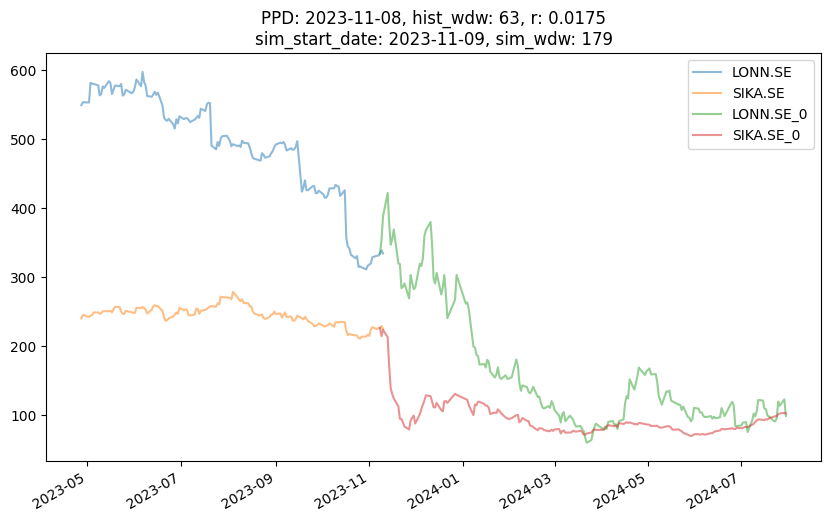 PPD: 2023-11-08, hist_wdw: 63, r: 0.0175
sim_start_date: 2023-11-09, sim_wdw: 179
LONN.SE
SIKA.SE
LONN.SE_0
SIKA.SE_0
600
500
400
300
200
100
2023-05
2023-07
2023-09
2023-11
2024-01
2024-03
2024-05
2024-07